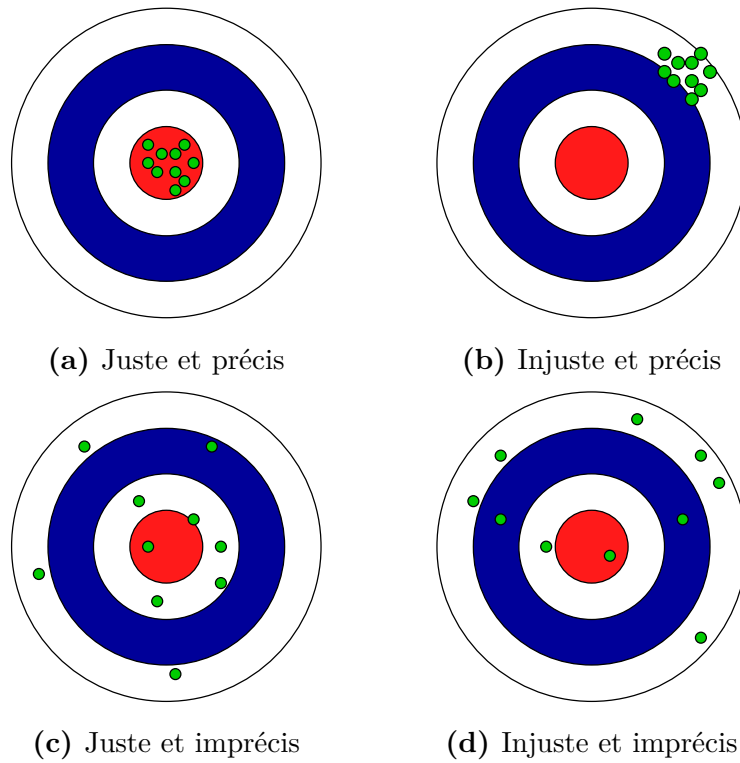 (a) Juste et précis
(b) Injuste et précis
(c) Juste et imprécis
(d) Injuste et imprécis